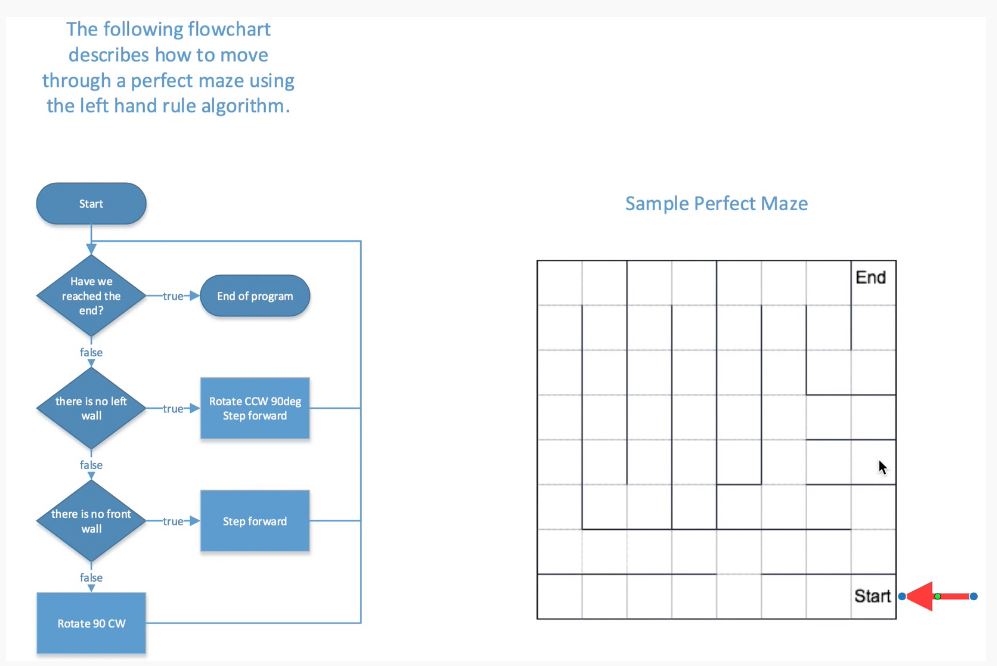 The following flowchart
describes how to move
through a perfect maze using
the left hand rule algorithm.
Start
Have we
reached the
end?
true
End of program
false
there is no left
wall
true
Rotate CCW 90deg
Step forward
false
there is no front
wall
true
Step forward
false
Rotate 90 CW
Sample Perfect Maze
End
Start